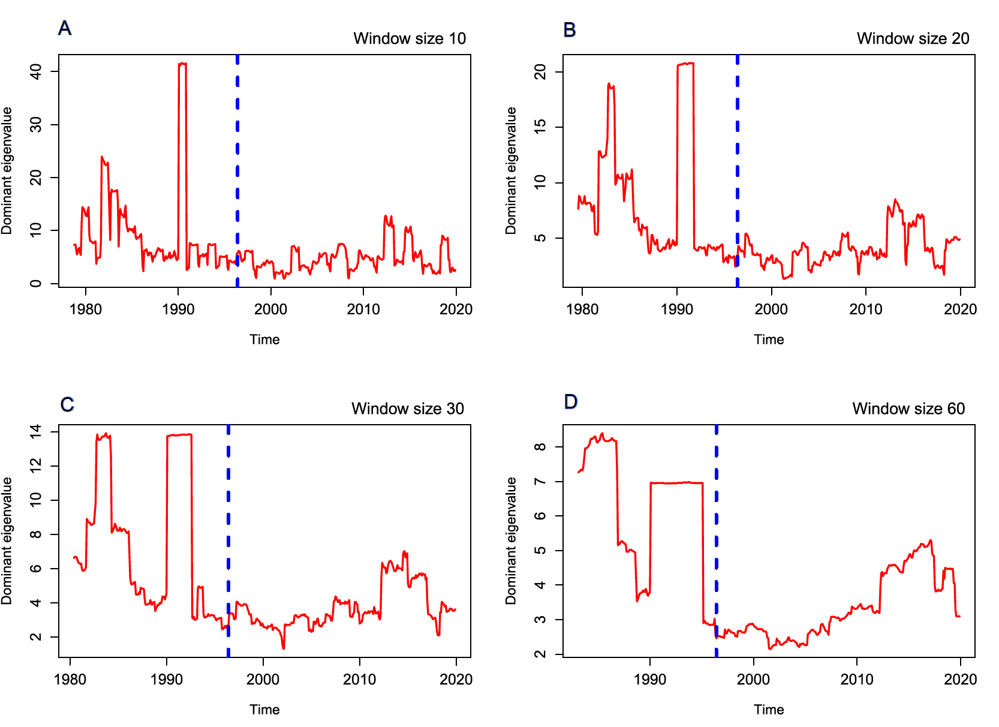 A
Window size 10
Dominant eigenvalue
40
30
20
10
0
1980 1990 2000 2010 2020
Time
B
Window size 20
Dominant eigenvalue
20
15
10
5
1980 1990 2000 2010 2020
Time
C
Window size 30
Dominant eigenvalue
14
12
10
8
6
4
2
1980 1990 2000 2010 2020
Time
D
Window size 60
Dominant eigenvalue
8
7
6
5
4
3
2
1990 2000 2010 2020
Time